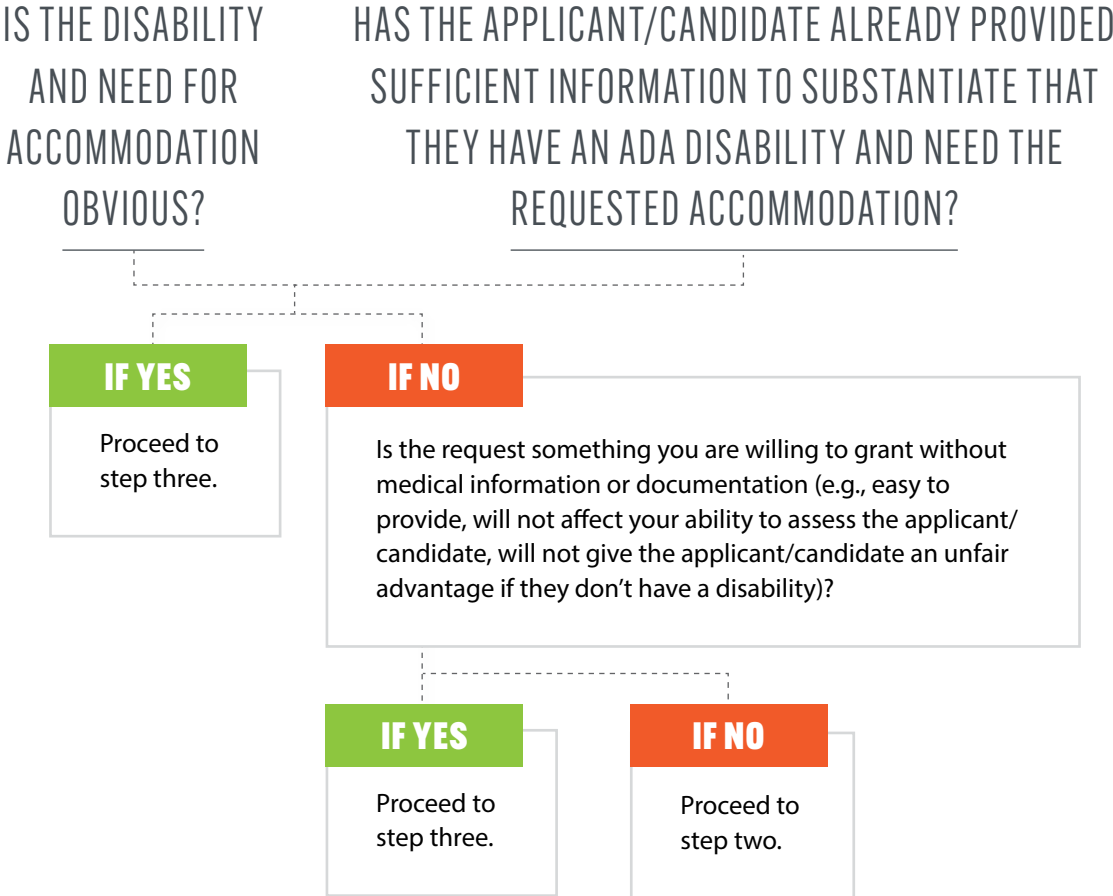 IS THE DISABILITY
AND NEED FOR
ACCOMMODATION
OBVIOUS?
HAS THE APPLICANT/CANDIDATE ALREADY PROVIDED
SUFFICIENT INFORMATION TO SUBSTANTIATE THAT
THEY HAVE AN ADA DISABILITY AND NEED THE
REQUESTED ACCOMMODATION?
IF YES
Proceed to
step three.
IF NO
Is the request something you are willing to grant without
medical information or documentation (e.g., easy to
provide, will not affect your ability to assess the applicant/
candidate, will not give the applicant/candidate an unfair
advantage if they don’t have a disability)?
IF YES
Proceed to
step three.
IF NO
Proceed to
step two.